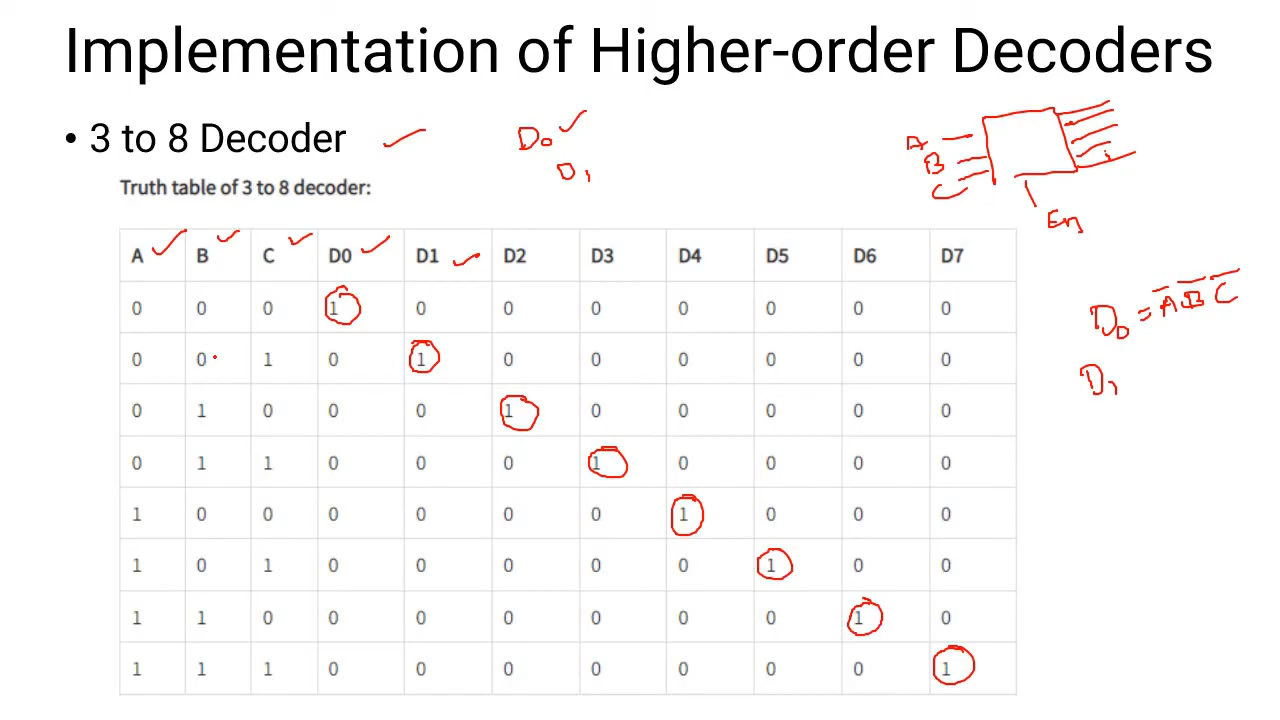 Implementation of Higher-order Decoders
• 3 to 8 Decoder ✓ D₀ ✓
D₁
Truth table of 3 to 8 decoder:
A
B
C
En
A ✓ B ✓ C ✓ D0 ✓ D1 ✓ D2 D3 D4 D5 D6 D7
0 0 0 1 0 0 0 0 0 0 0
0 0 1 0 1 0 0 0 0 0 0
0 1 0 0 0 1 0 0 0 0 0
0 1 1 0 0 0 1 0 0 0 0
1 0 0 0 0 0 0 1 0 0 0
1 0 1 0 0 0 0 0 1 0 0
1 1 0 0 0 0 0 0 0 1 0
1 1 1 0 0 0 0 0 0 0 1
D₀ = A̅ B̅ C̅
D₁